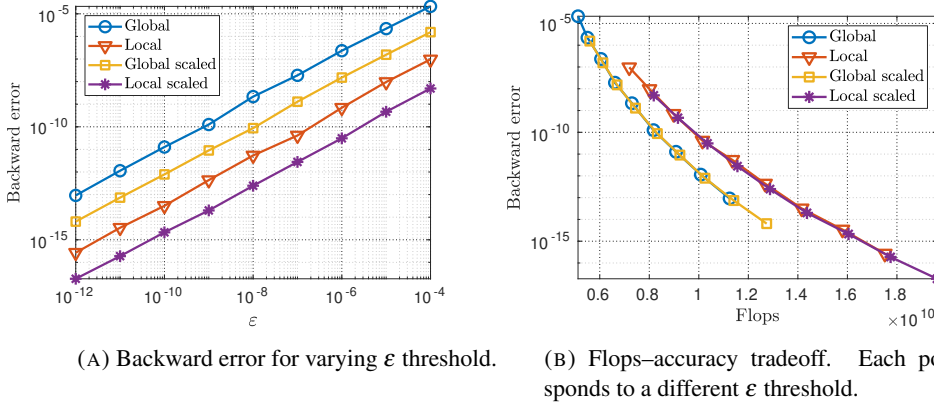 10^-5
10^-10
10^-15
Backward error
Global
Local
Global scaled
Local scaled
10^-12
10^-10
10^-8
10^-6
10^-4
ε
(A) Backward error for varying ε threshold.
10^-5
10^-10
10^-15
Backward error
Global
Local
Global scaled
Local scaled
0.6
0.8
1
1.2
1.4
1.6
1.8
Flops
×10^10
(B) Flops–accuracy tradeoff. Each
sponds to a different ε threshold.